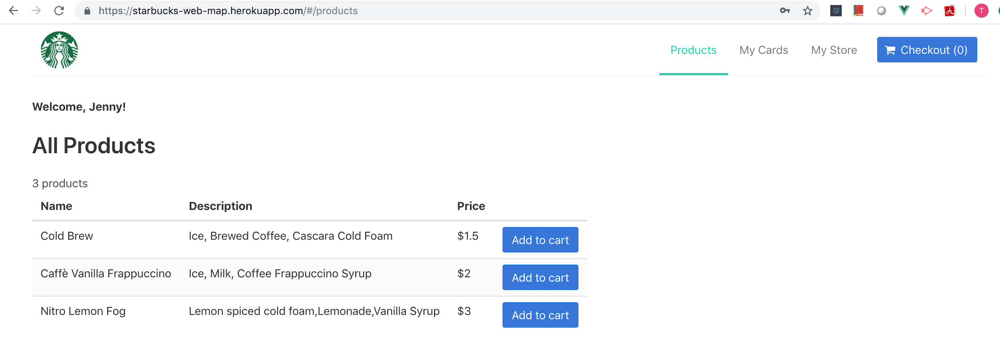 https://starbucks-web-map.herokuapp.com/#/products
T
Products My Cards My Store Checkout (0)
Welcome, Jenny!
All Products
3 products
Name Description Price
Cold Brew Ice, Brewed Coffee, Cascara Cold Foam $1.5 Add to cart
Caffè Vanilla Frappuccino Ice, Milk, Coffee Frappuccino Syrup $2 Add to cart
Nitro Lemon Fog Lemon spiced cold foam,Lemonade,Vanilla Syrup $3 Add to cart